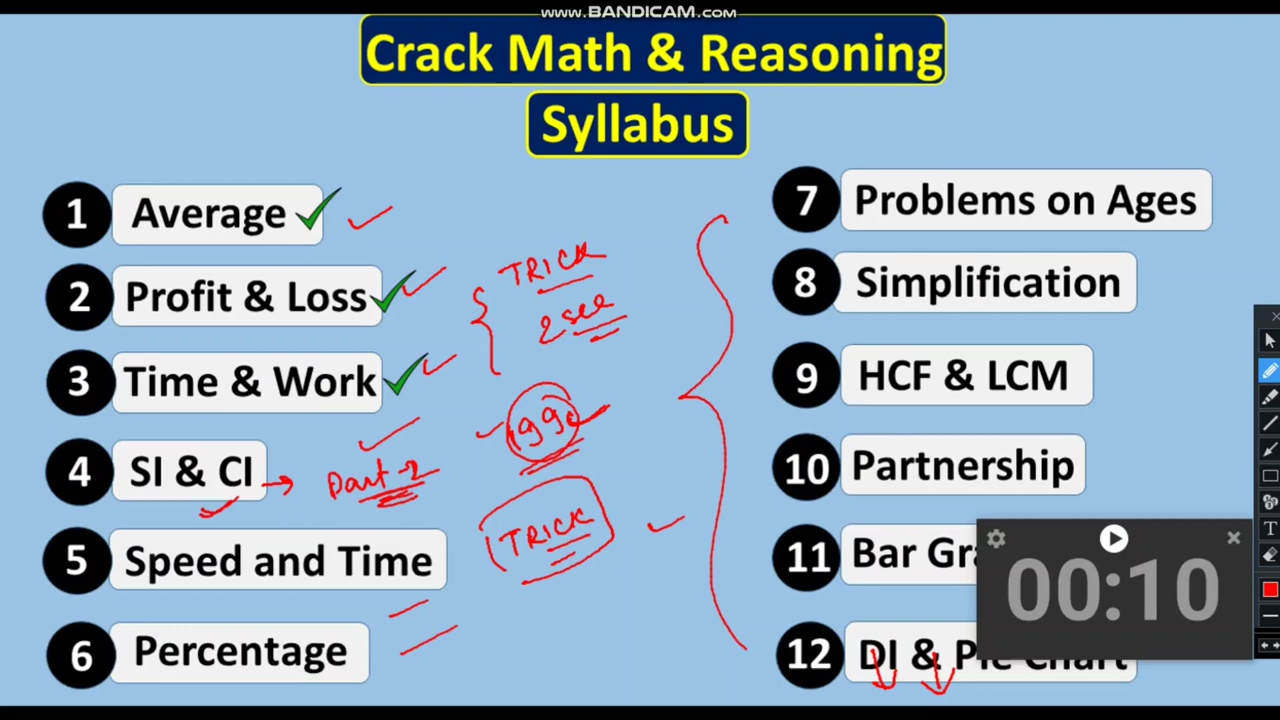 www.BANDICAM.com
Crack Math & Reasoning
Syllabus
1 Average
2 Profit & Loss
3 Time & Work
4 SI & CI
5 Speed and Time
6 Percentage
TRICK
2 sec
Part-2
TRICK
7 Problems on Ages
8 Simplification
9 HCF & LCM
10 Partnership
11 Bar Gra
12 DI & Pie Chart
00:10
T